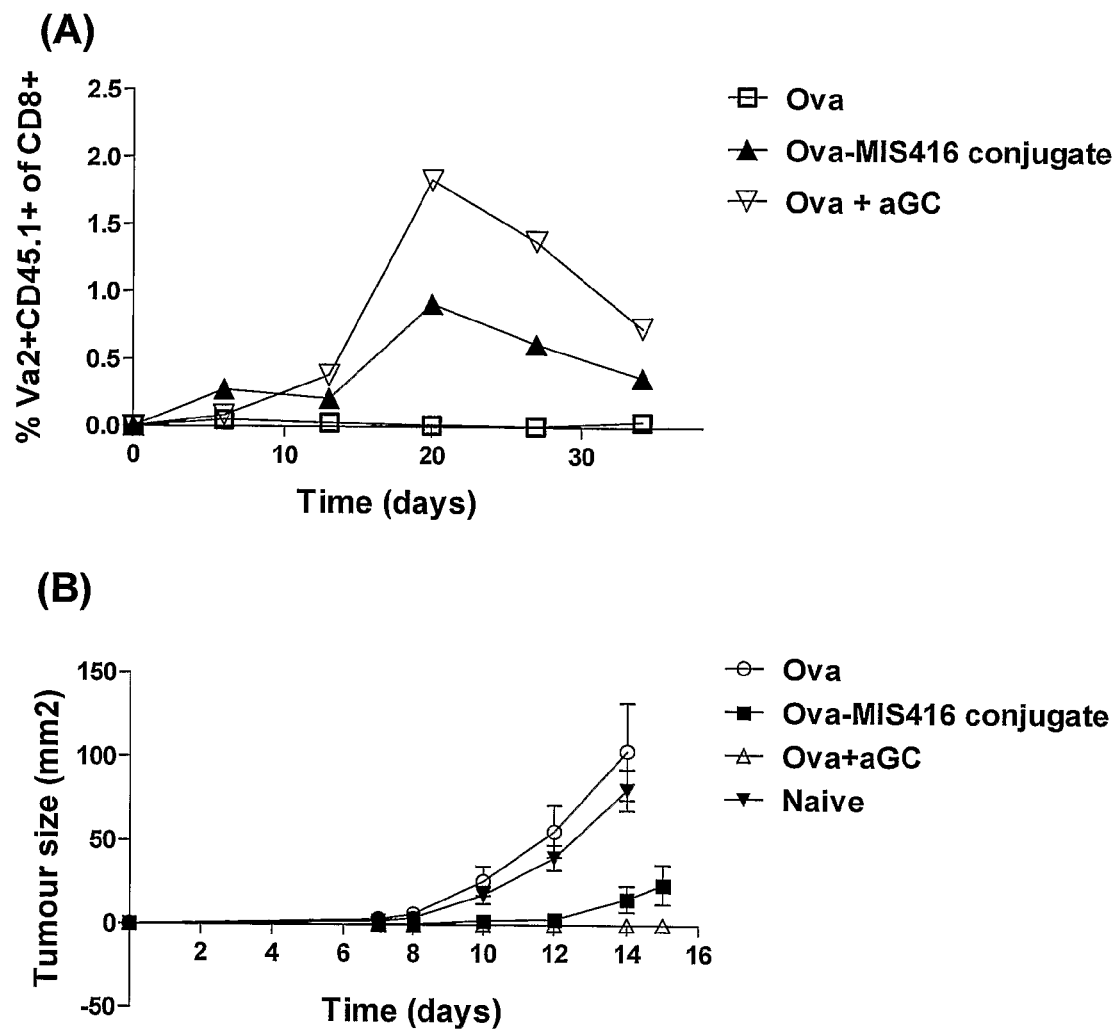 (A)
% Va2+CD45.1+ of CD8+
2.5
2.0
1.5
1.0
0.5
0.0
0 10 20 30
Time (days)
Ova
Ova-MIS416 conjugate
Ova + aGC
(B)
Tumour size (mm2)
150
100
50
0
-50
2 4 6 8 10 12 14 16
Time (days)
Ova
Ova-MIS416 conjugate
Ova+aGC
Naive